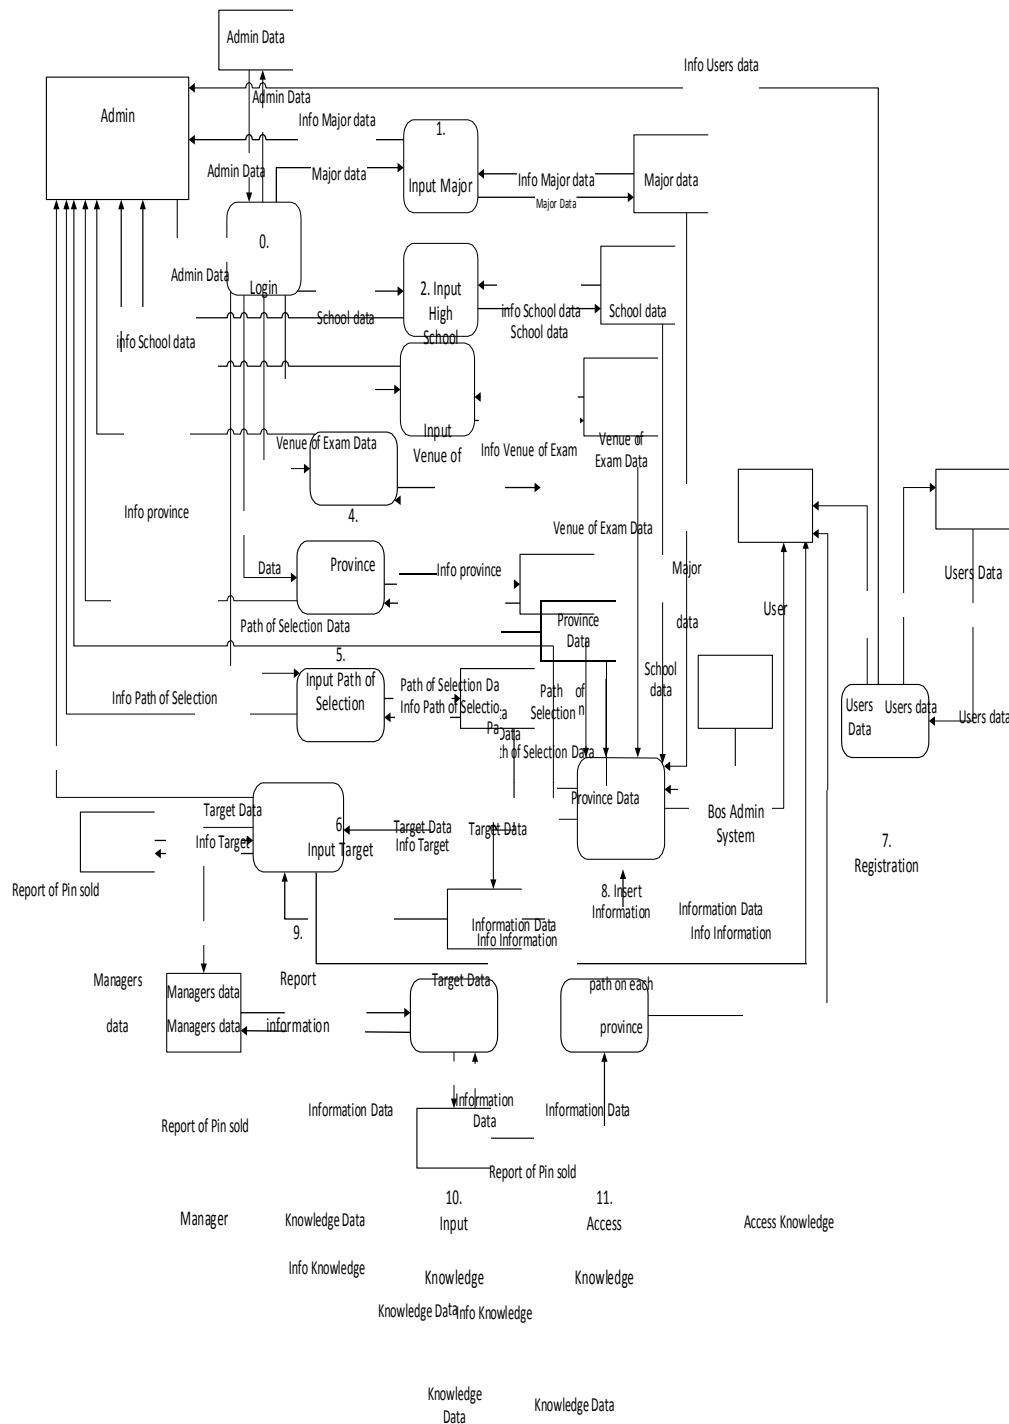 Admin Data
Info Users data
Admin Data
Admin
Info Major data
1.
Admin Data
Major data
Input Major
Info Major data
Major Data
Major data
0.
Admin Data
Login
2. Input
High
School
School data
info School data
School data
School data
info School data
Input
Venue of
Venue of Exam Data
Info Venue of Exam
Venue of
Exam Data
Info province
4.
Venue of Exam Data
Data
Province
Info province
Major
data
Users Data
User
Province
Data
Path of Selection Data
5.
Input Path of
Selection
Info Path of Selection
Path of Selection Da
Info Path of Selectio
Pa
Data
th of Selection Data
Path of
Selection
n
School
data
Users
Data
Users data
Users data
Province Data
Target Data
Info Target
6.
Input Target
Target Data
Info Target
Target Data
Bos Admin
System
7.
Registration
Report of Pin sold
8. Insert
Information
Information Data
Info Information
Information Data
Info Information
9.
Managers
data
Managers data
Managers data
Report
information
Target Data
path on each
province
Information Data
Information
Data
Information Data
Report of Pin sold
Report of Pin sold
10.
Input
Knowledge
11.
Access
Knowledge
Manager
Knowledge Data
Access Knowledge
Info Knowledge
Knowledge Data
Info Knowledge
Knowledge
Data
Knowledge Data